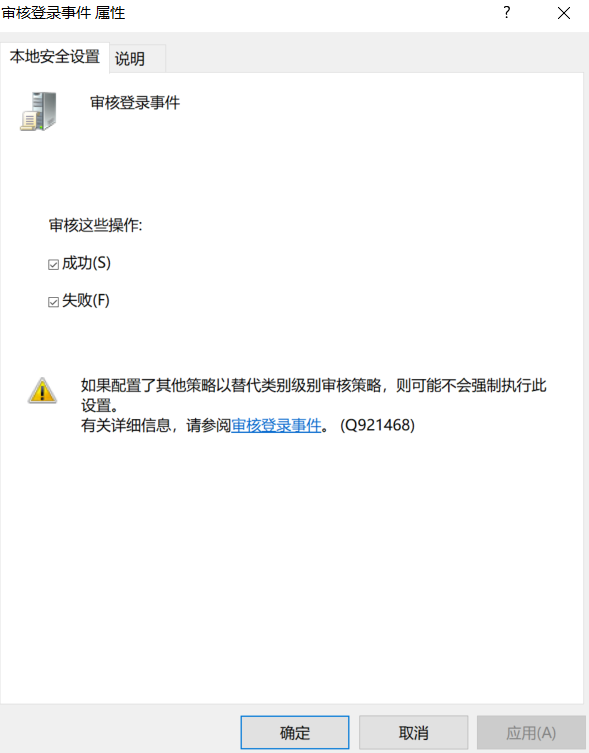 审核登录事件 属性
?
本地安全设置
说明
审核登录事件
审核这些操作:
成功(S)
失败(F)
如果配置了其他策略以替代类别级别审核策略，则可能不会强制执行此
设置。
有关详细信息，请参阅审核登录事件。 (Q921468)
确定
取消
应用(A)